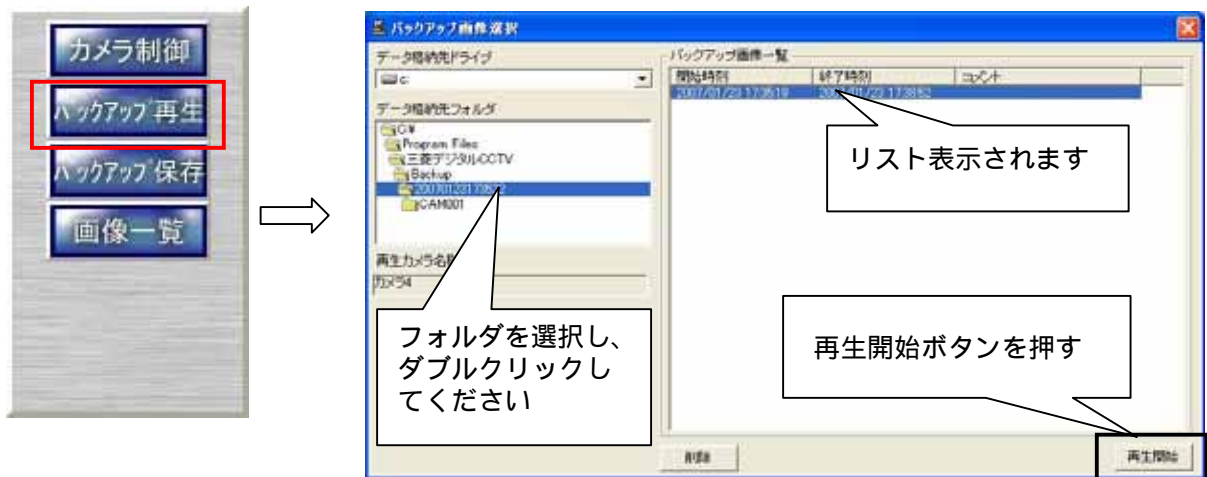 カメラ制御
バックアップ再生
バックアップ保存
画像一覧
バックアップ画像選択
データ格納先ドライブ
c:
データ格納先フォルダ
C:¥
Program Files
三菱デジタルCCTV
Backup
CAM001
再生カメラ名
カメラ4
フォルダを選択し、
ダブルクリックし
てください
バックアップ画像一覧
開始時刻 終了時刻 コメント
2007/01/23 173519
リスト表示されます
再生開始ボタンを押す
削除
再生開始